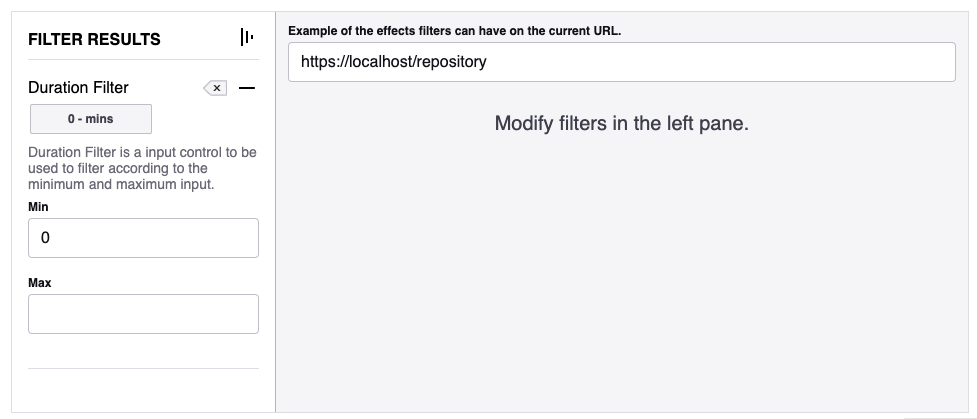 FILTER RESULTS
Duration Filter
x
0 - mins
Duration Filter is a input control to be
used to filter according to the
minimum and maximum input.
Min
0
Max
Example of the effects filters can have on the current URL.
https://localhost/repository
Modify filters in the left pane.